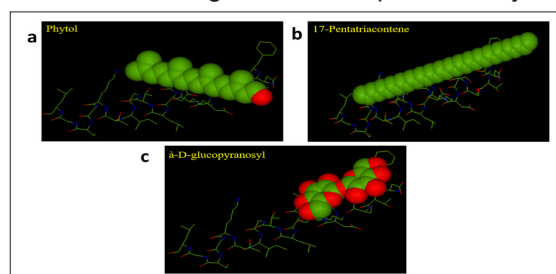 a
Phytol
b
17-Pentatriacontene
c
à-D-glucopyranosyl